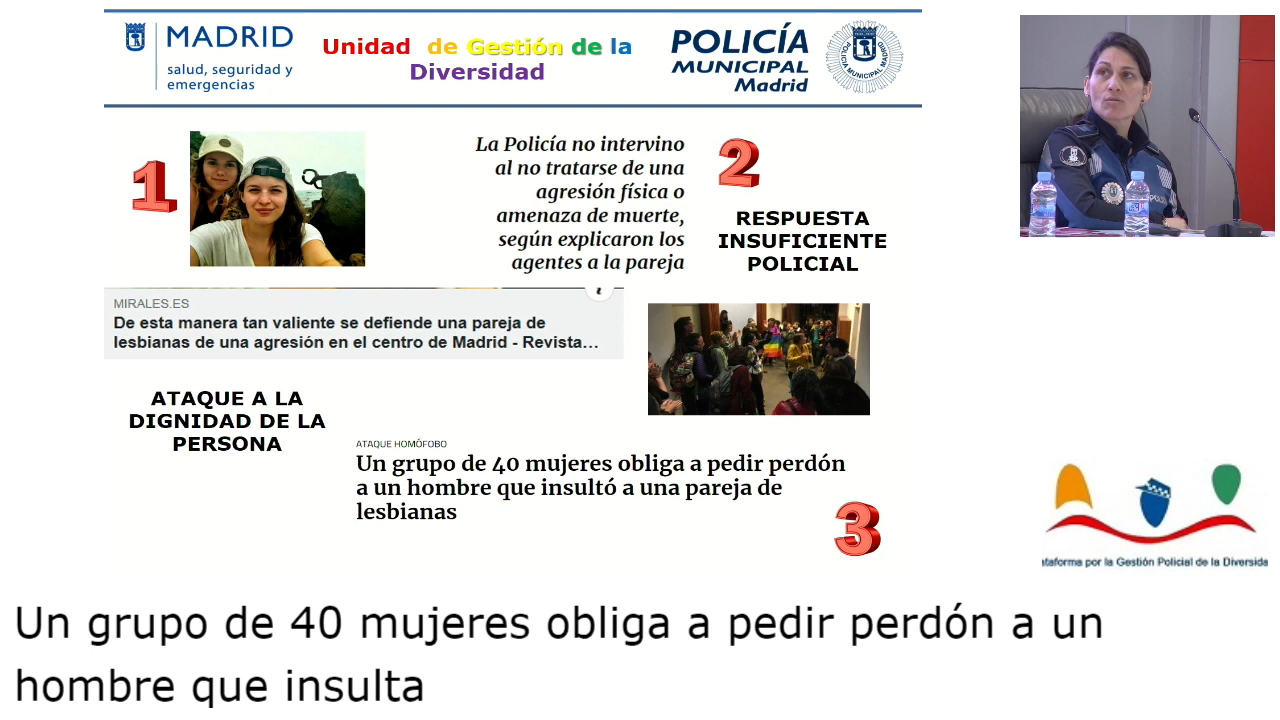 MADRID
salud, seguridad y
emergencias
Unidad de Gestión de la
Diversidad
POLICÍA
MUNICIPAL
Madrid
POLICÍA MUNICIPAL
MADRID
1
La Policía no intervino
al no tratarse de una
agresión física o
amenaza de muerte,
según explicaron los
agentes a la pareja
2
RESPUESTA
INSUFICIENTE
POLICIAL
MIRALES.ES
De esta manera tan valiente se defiende una pareja de
lesbianas de una agresión en el centro de Madrid - Revista...
ATAQUE A LA
DIGNIDAD DE LA
PERSONA
ATAQUE HOMÓFOBO
Un grupo de 40 mujeres obliga a pedir perdón
a un hombre que insultó a una pareja de
lesbianas
3
ataforma por la Gestión Policial de la Diversida
Un grupo de 40 mujeres obliga a pedir perdón a un
hombre que insulta